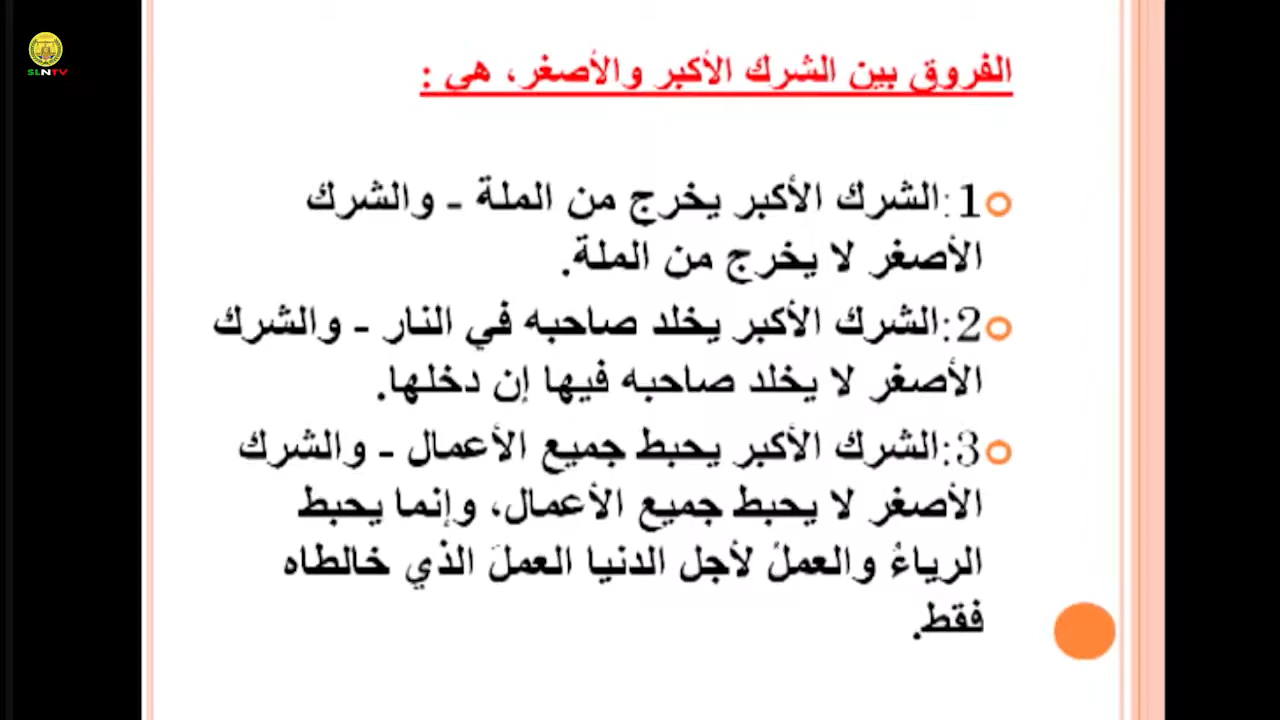 SLNTV
الفروق بين الشرك الأكبر والأصغر، هي :
1:الشرك الأكبر يخرج من الملة - والشرك
الأصغر لا يخرج من الملة.
2:الشرك الأكبر يخلد صاحبه في النار - والشرك
الأصغر لا يخلد صاحبه فيها إن دخلها.
3:الشرك الأكبر يحبط جميع الأعمال - والشرك
الأصغر لا يحبط جميع الأعمال، وإنما يحبط
الرياءُ والعملُ لأجل الدنيا العملَ الذي خالطاه
فقط.